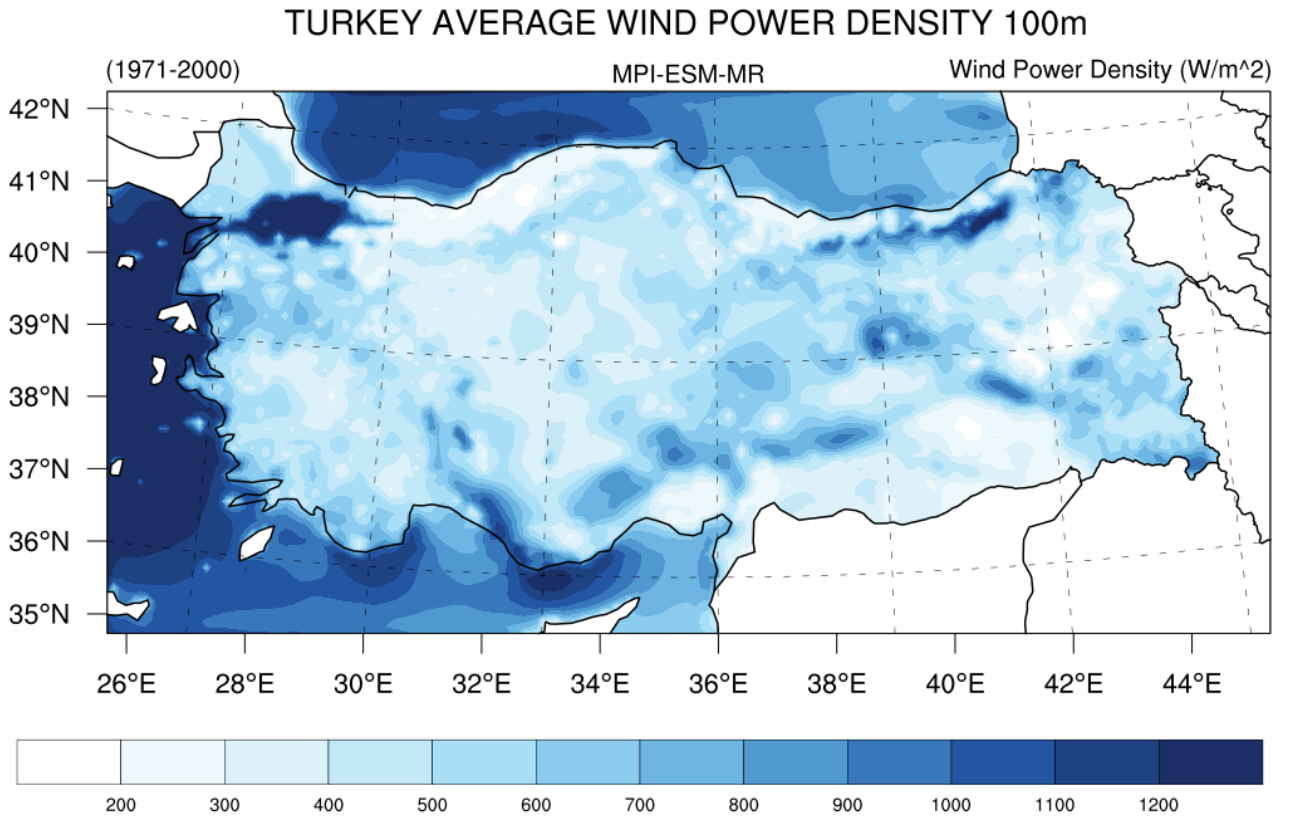 TURKEY AVERAGE WIND POWER DENSITY 100m
(1971-2000) MPI-ESM-MR Wind Power Density (W/m^2)
42°N
41°N
40°N
39°N
38°N
37°N
36°N
35°N
26°E 28°E 30°E 32°E 34°E 36°E 38°E 40°E 42°E 44°E
200 300 400 500 600 700 800 900 1000 1100 1200